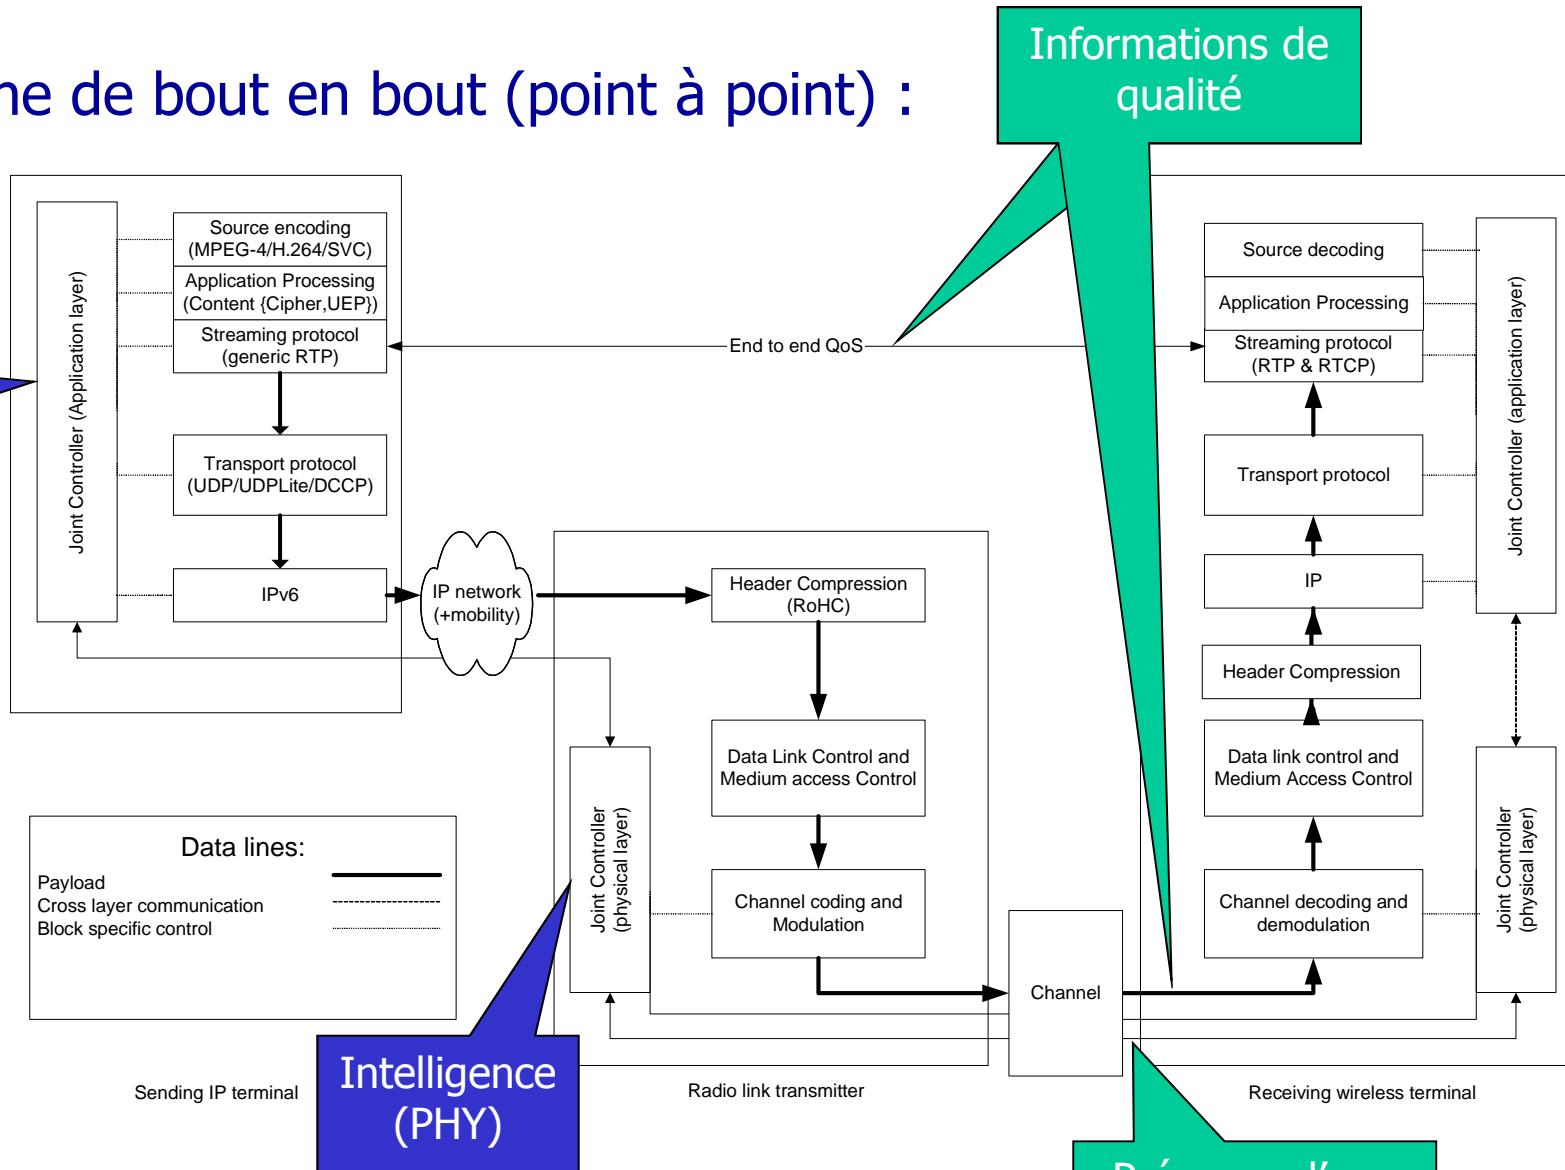 Informations de
qualité
de bout en bout (point à point) :
Joint Controller (Application layer)
Source encoding
(MPEG-4/H.264/SVC)
Application Processing
(Content {Cipher,UEP})
Streaming protocol
(generic RTP)
Transport protocol
(UDP/UDPLite/DCCP)
IPv6
IP network
(+mobility)
End to end QoS
Header Compression
(RoHC)
Data Link Control and
Medium access Control
Channel coding and
Modulation
Joint Controller
(physical layer)
Channel
Source decoding
Application Processing
Streaming protocol
(RTP & RTCP)
Transport protocol
IP
Header Compression
Data link control and
Medium Access Control
Channel decoding and
demodulation
Joint Controller (application layer)
Joint Controller
(physical layer)
Data lines:
Payload
Cross layer communication
Block specific control
Intelligence
(PHY)
Sending IP terminal
Radio link transmitter
Receiving wireless terminal